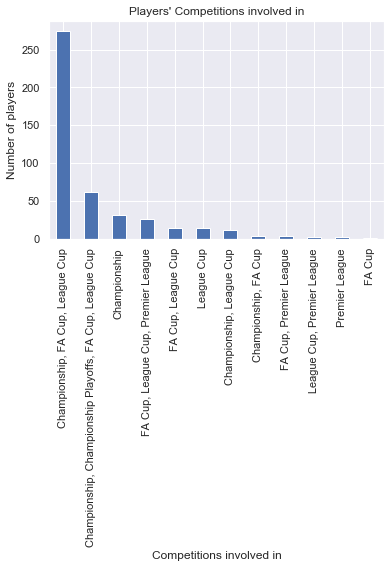 Players' Competitions involved in
Number of players
250
200
150
100
50
0
Championship, FA Cup, League Cup
Championship, Championship Playoffs, FA Cup, League Cup
Championship
FA Cup, League Cup, Premier League
FA Cup, League Cup
League Cup
Championship, League Cup
Championship, FA Cup
FA Cup, Premier League
League Cup, Premier League
Premier League
FA Cup
Competitions involved in